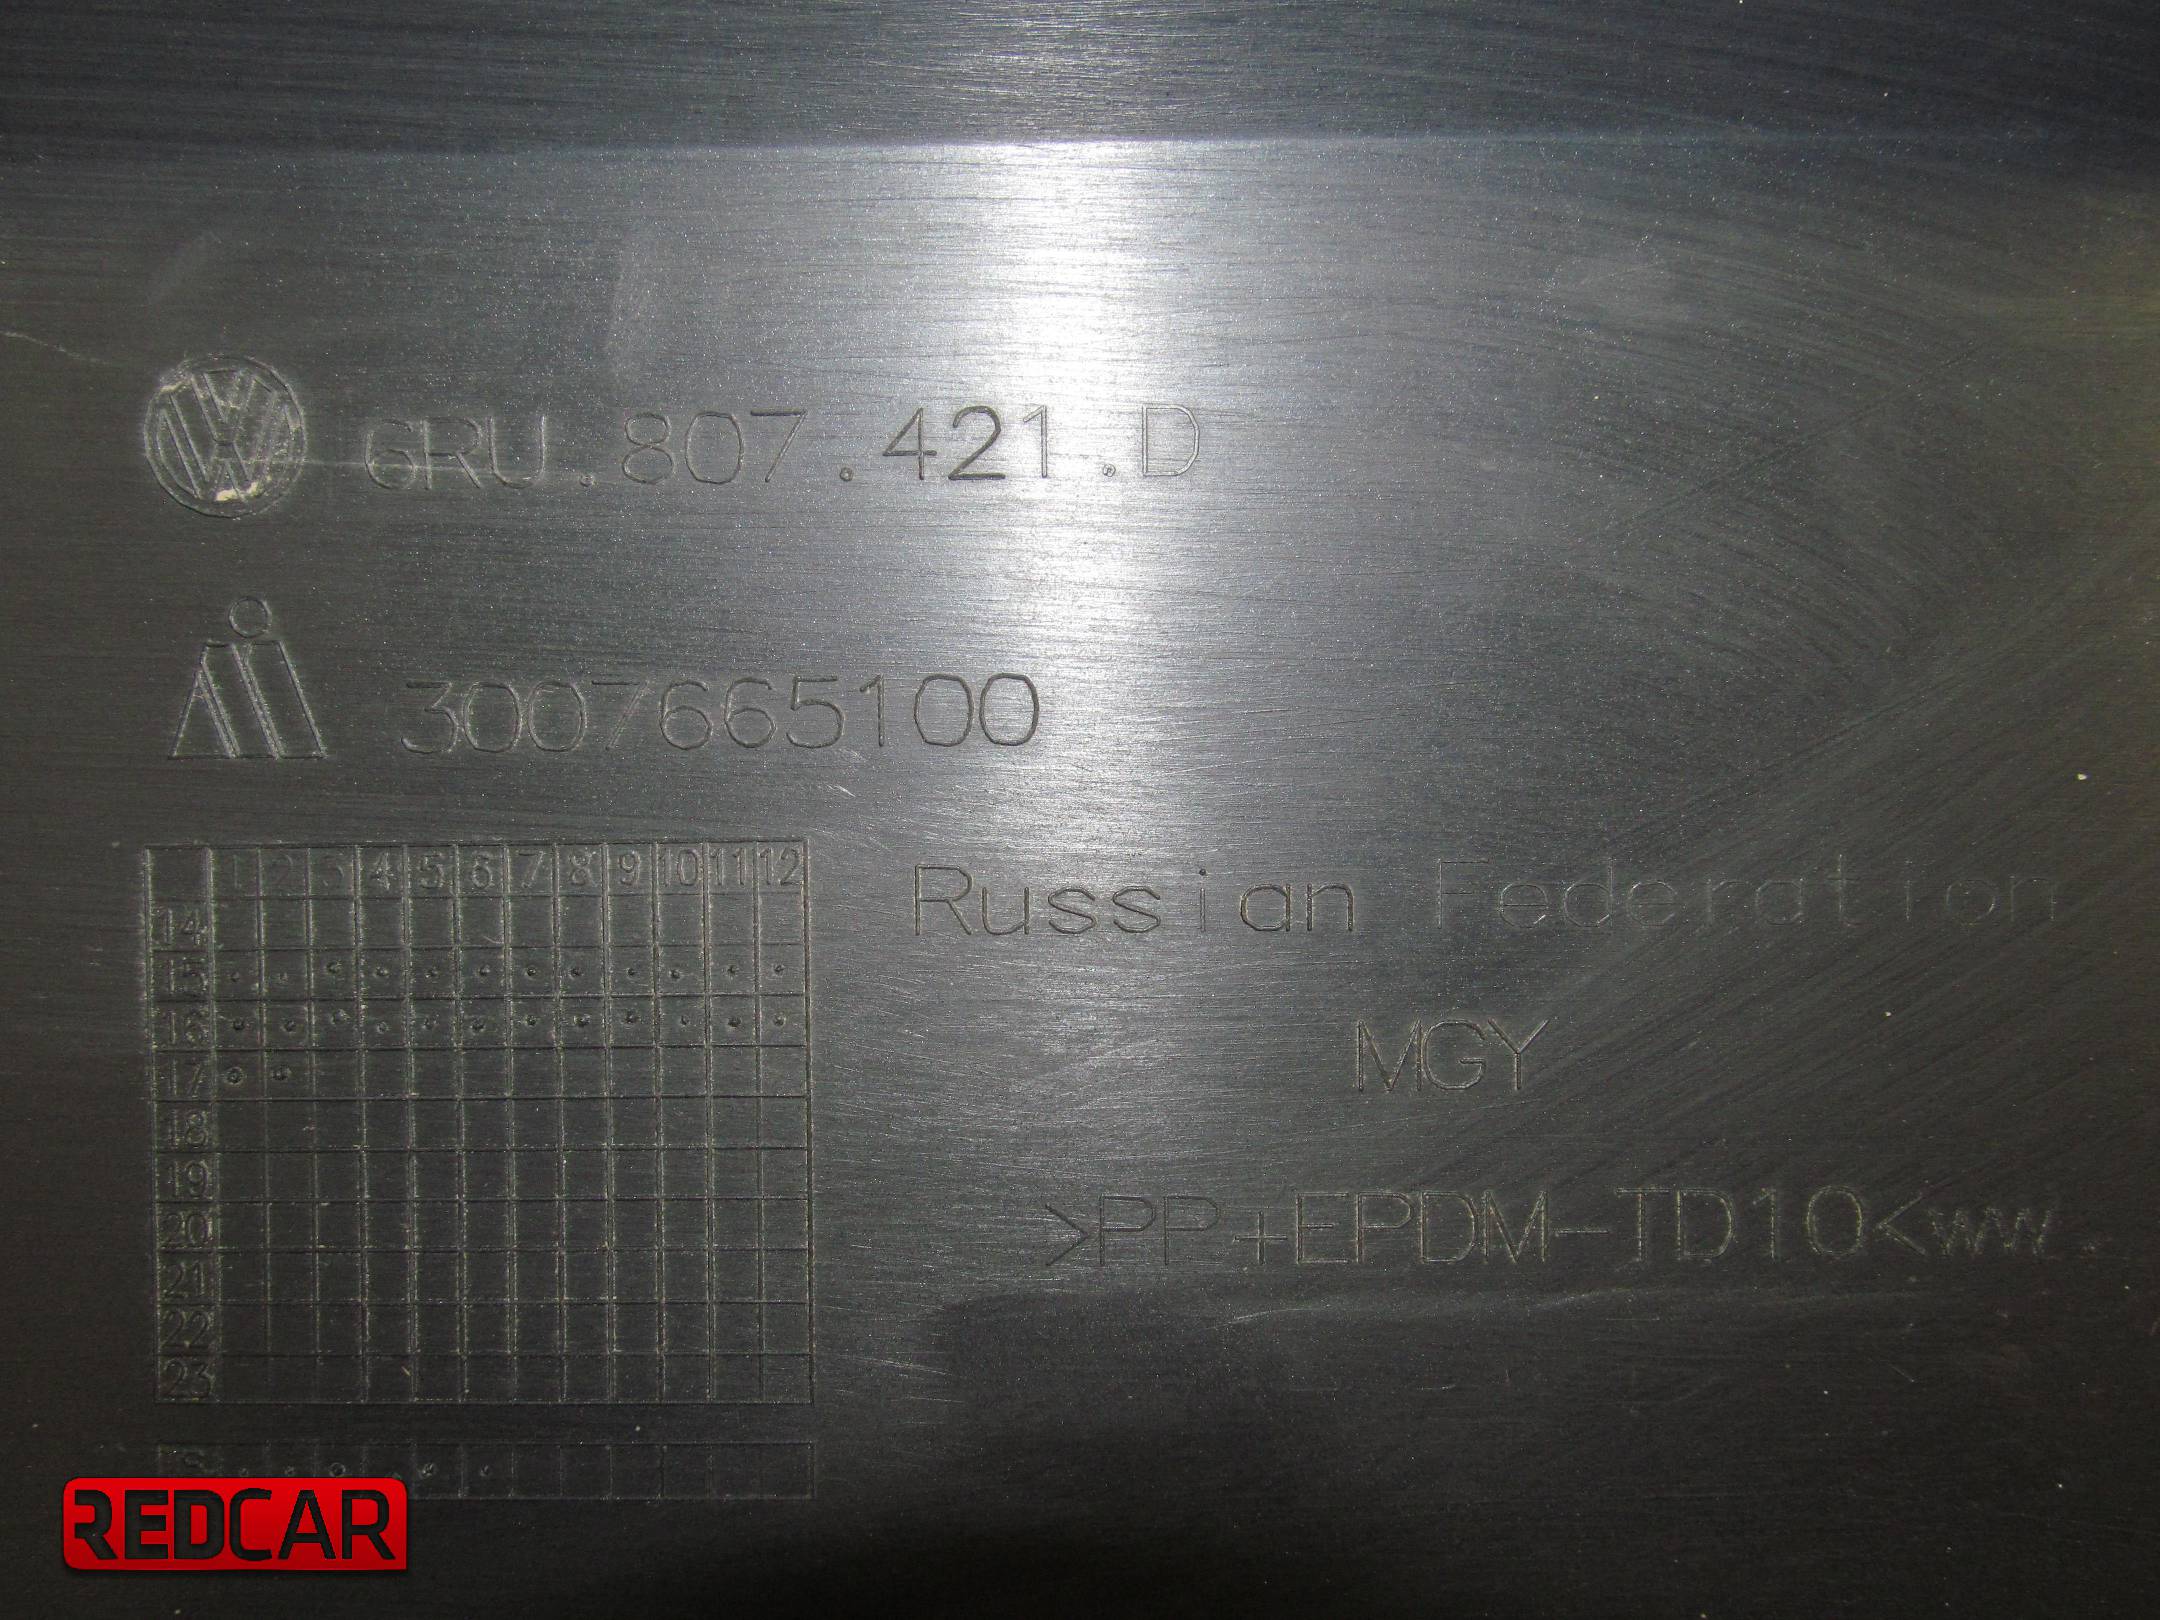 6RU.807.421.D
3007665100
1 2 3 4 5 6 7 8 9 10 11 12
14
15
16
17
18
19
20
21
22
23
Russian Federation
MGY
>PP+EPDM-TD10<WW.
REDCAR